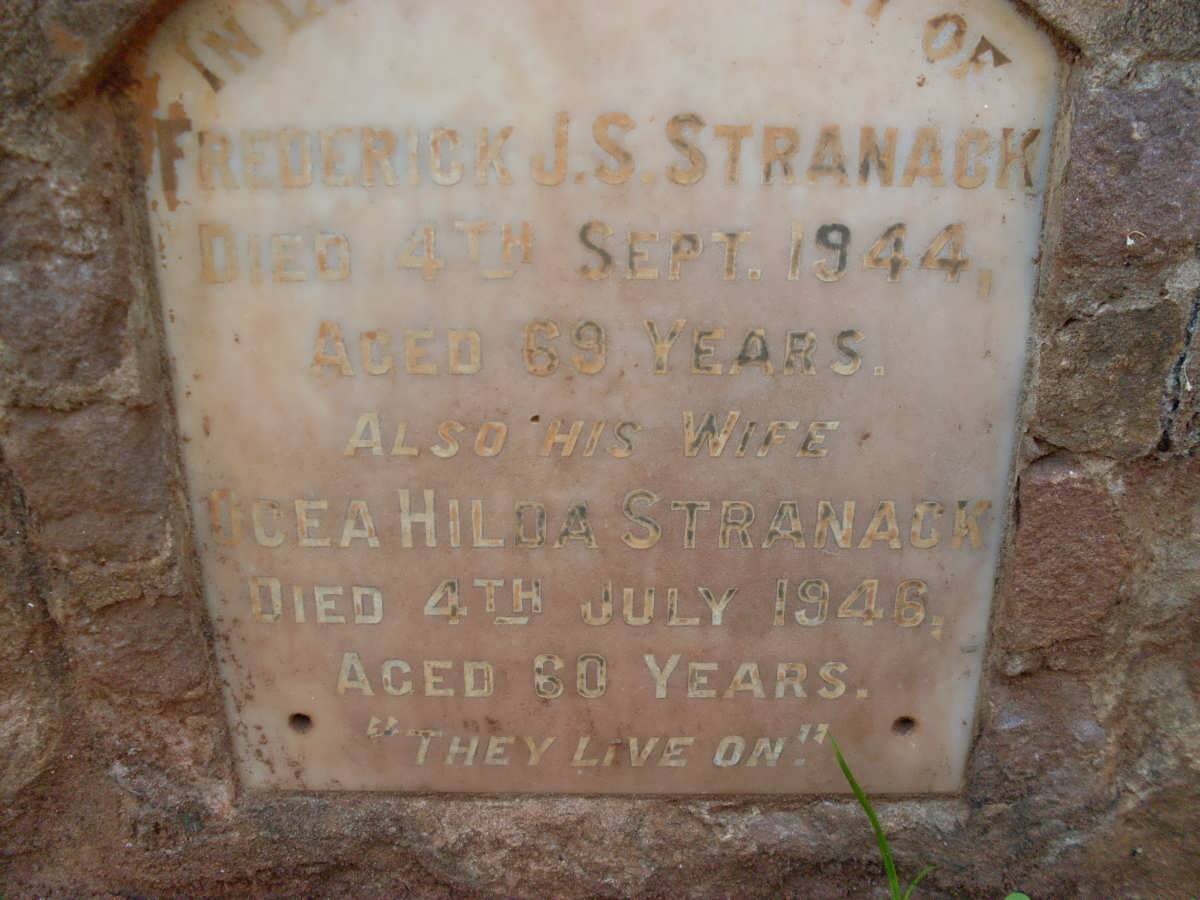 IN
OF
FREDERICK J.S. STRANACK
DIED 4TH SEPT. 1944,
AGED 69 YEARS.
ALSO HIS WIFE
HILDA STRANACK
DIED 4TH JULY 1946,
AGED 60 YEARS.
"THEY LIVE ON."